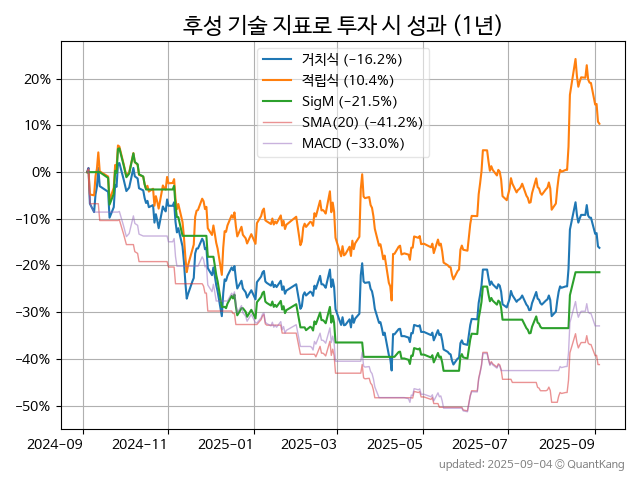 후성 기술 지표로 투자 시 성과 (1년)
거치식 (−16.2%)
적립식 (10.4%)
SigM (−21.5%)
SMA(20) (−41.2%)
MACD (−33.0%)
20%
10%
0%
−10%
−20%
−30%
−40%
−50%
2024-09 2024-11 2025-01 2025-03 2025-05 2025-07 2025-09
updated: 2025-09-04 © QuantKang